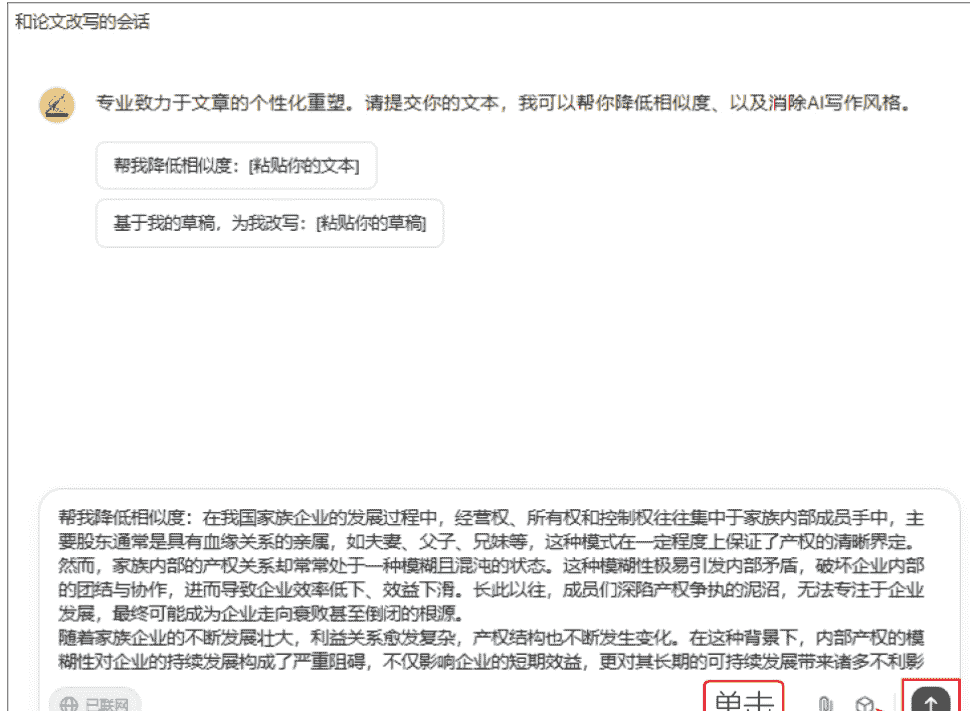 和论文改写的会话
专业致力于文章的个性化重塑。请提交你的文本，我可以帮你降低相似度、以及消除AI写作风格。
帮我降低相似度：[粘贴你的文本]
基于我的草稿，为我改写：[粘贴你的草稿]
帮我降低相似度：在我国家族企业的发展过程中，经营权、所有权和控制权往往集中于家族内部成员手中，主
要股东通常是具有血缘关系的亲属，如夫妻、父子、兄妹等，这种模式在一定程度上保证了产权的清晰界定。
然而，家族内部的产权关系却常常处于一种模糊且混沌的状态。这种模糊性极易引发内部矛盾，破坏企业内部
的团结与协作，进而导致企业效率低下、效益下滑。长此以往，成员们深陷产权争执的泥沼，无法专注于企业
发展，最终可能成为企业走向衰败甚至倒闭的根源。
随着家族企业的不断发展壮大，利益关系愈发复杂，产权结构也不断发生变化。在这种背景下，内部产权的模
糊性对企业的持续发展构成了严重阻碍，不仅影响企业的短期效益，更对其长期的可持续发展带来诸多不利影
已联网
单击